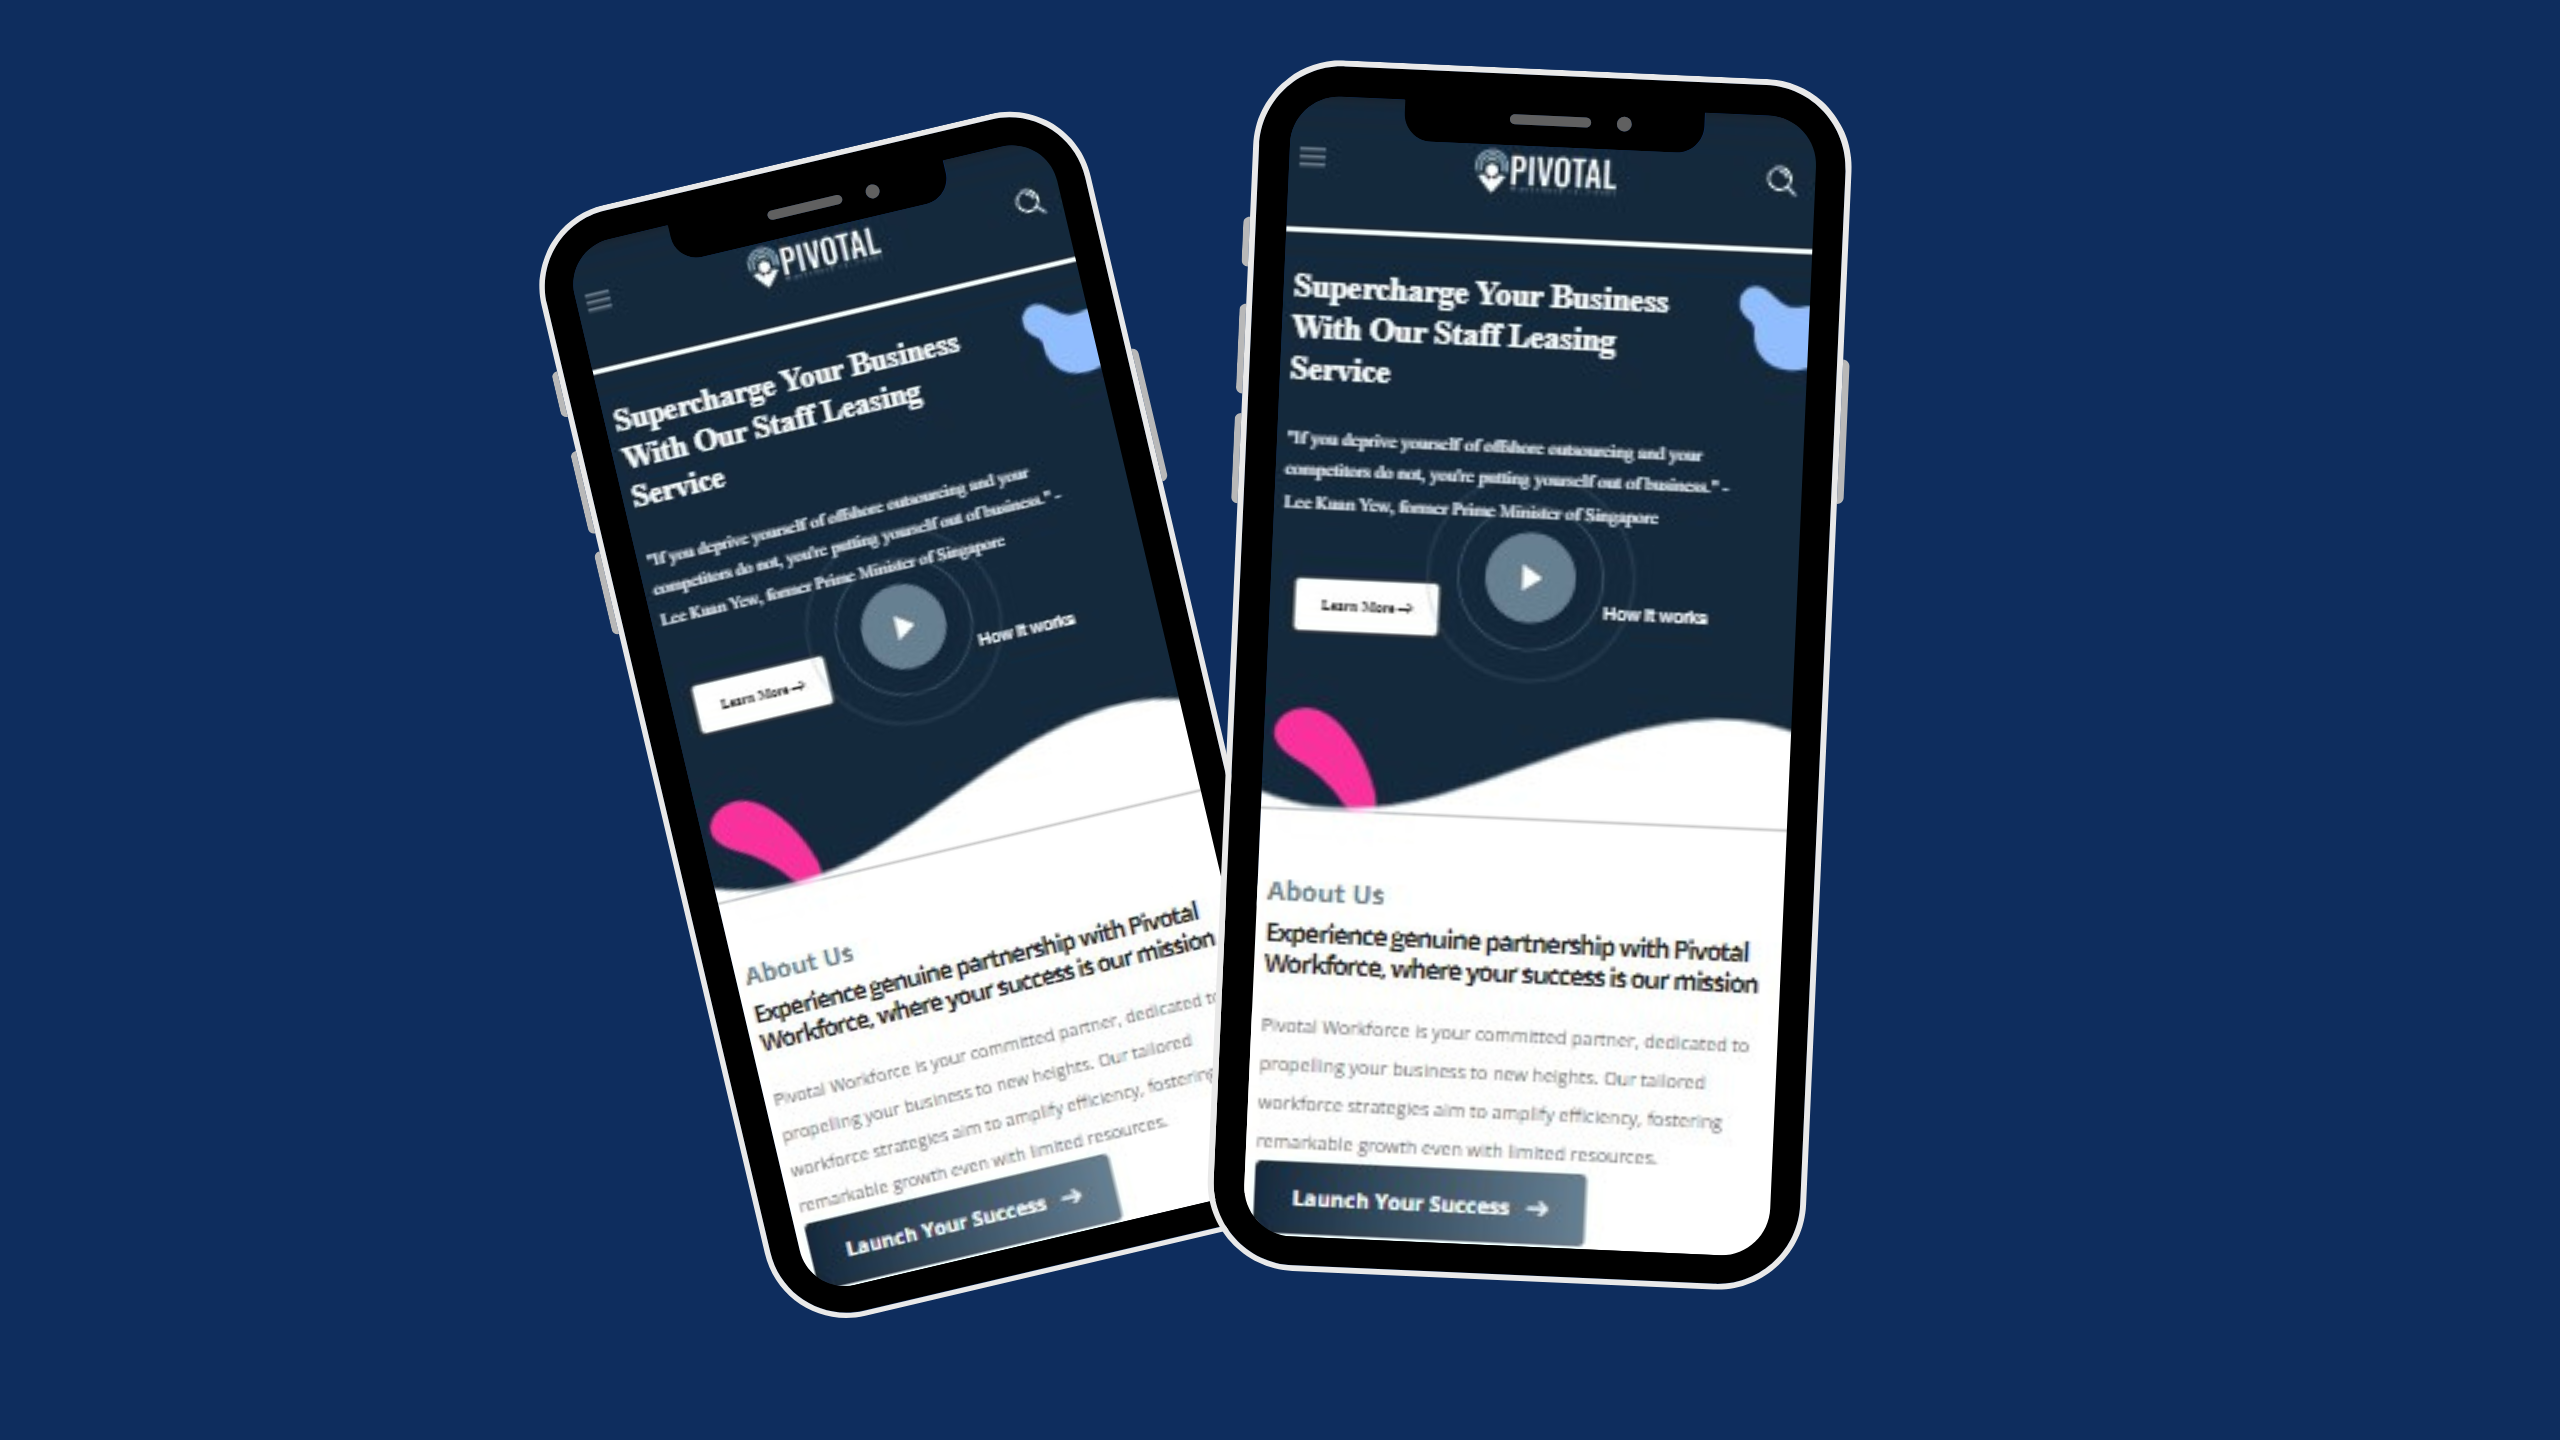 PIVOTAL
Supercharge Your Business
With Our Staff Leasing
Service
"If you deprive yourself of offshore outsourcing and your
competitors do not, you're putting yourself out of business." -
Lee Kuan Yew, former Prime Minister of Singapore
Learn More→
How it works
About Us
Experience genuine partnership with Pivotal
Workforce, where your success is our mission
Pivotal Workforce is your committed partner, dedicated to
propelling your business to new heights. Our tailored
workforce strategies aim to amplify efficiency, fostering
remarkable growth even with limited resources.
Launch Your Success →
PIVOTAL
Supercharge Your Business
With Our Staff Leasing
Service
"If you deprive yourself of offshore outsourcing and your
competitors do not, you're putting yourself out of business." -
Lee Kuan Yew, former Prime Minister of Singapore
Learn More→
How it works
About Us
Experience genuine partnership with Pivotal
Workforce, where your success is our mission
Pivotal Workforce is your committed partner, dedicated to
propelling your business to new heights. Our tailored
workforce strategies aim to amplify efficiency, fostering
remarkable growth even with limited resources.
Launch Your Success →